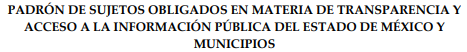 PADRÓN DE SUJETOS OBLIGADOS EN MATERIA DE TRANSPARENCIA Y
ACCESO A LA INFORMACIÓN PÚBLICA DEL ESTADO DE MÉXICO Y
MUNICIPIOS